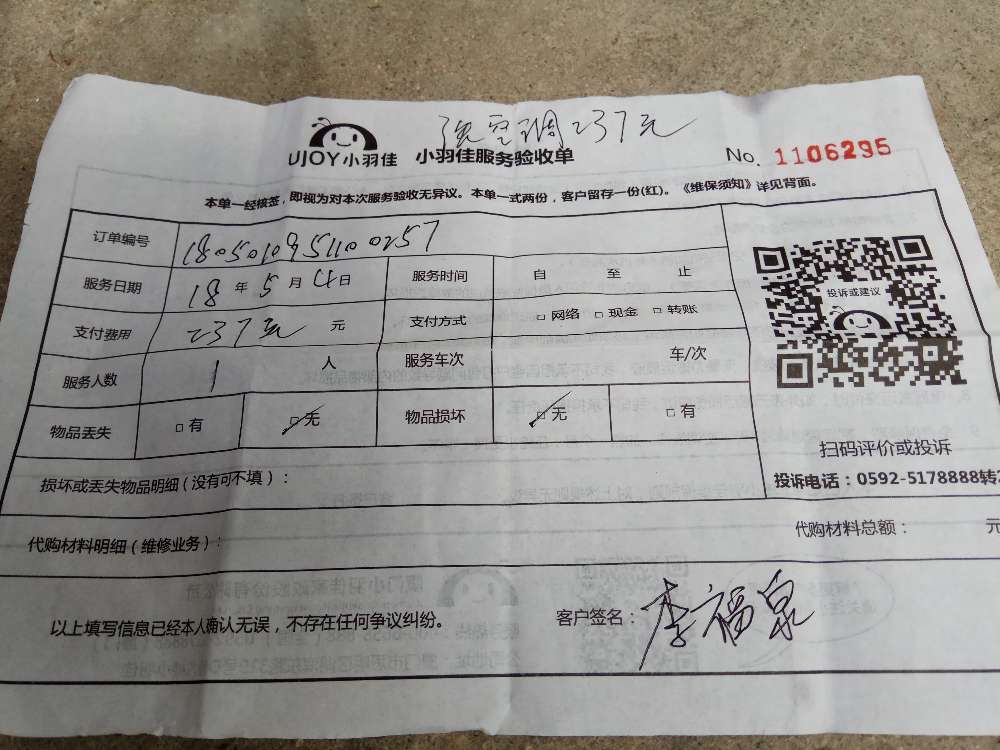 洗空调237元
UJOY小羽佳 小羽佳服务验收单 No. 1106295
本单一经核签，即视为对本次服务验收无异议。本单一式两份，客户留存一份(红)。《维保须知》详见背面。
订单编号 1805010951100257
服务日期 18 年 5 月 4 日 服务时间 自 至 止
支付费用 237元 元 支付方式 □ 网络 □ 现金 □ 转账
服务人数 1 人 服务车次 车/次
物品丢失 □ 有 □ 无 物品损坏 □ 无 □ 有
投诉或建议
扫码评价或投诉
投诉电话：0592-5178888转2
损坏或丢失物品明细（没有可不填）：
代购材料明细（维修业务）： 代购材料总额： 元
以上填写信息已经本人确认无误，不存在任何争议纠纷。 客户签名：李福泉